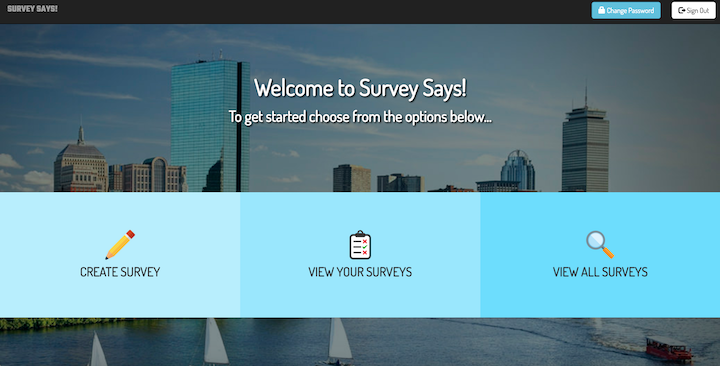 SURVEY SAYS!
Change Password
Sign Out
Welcome to Survey Says!
To get started choose from the options below...
CREATE SURVEY
VIEW YOUR SURVEYS
VIEW ALL SURVEYS